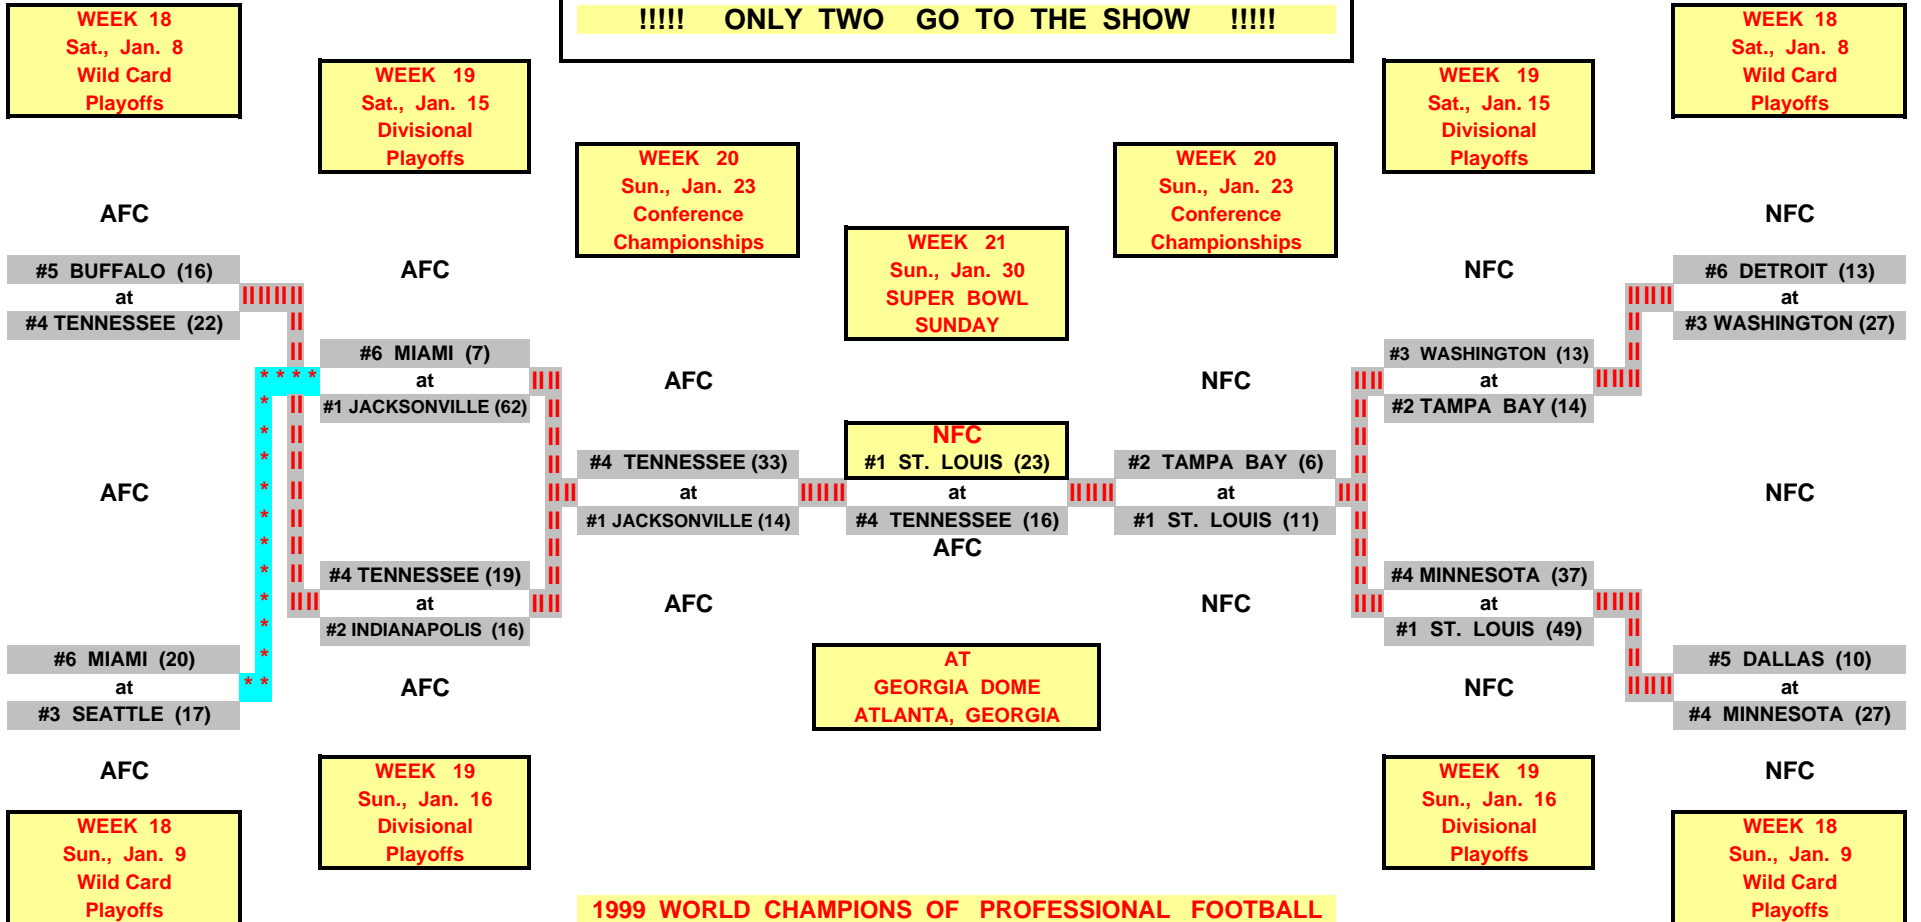 !!!!! ONLY TWO GO TO THE SHOW !!!!!
WEEK 18
Sat., Jan. 8
Wild Card
Playoffs
WEEK 19
Sat., Jan. 15
Divisional
Playoffs
WEEK 20
Sun., Jan. 23
Conference
Championships
WEEK 21
Sun., Jan. 30
SUPER BOWL
SUNDAY
WEEK 20
Sun., Jan. 23
Conference
Championships
WEEK 19
Sat., Jan. 15
Divisional
Playoffs
WEEK 18
Sat., Jan. 8
Wild Card
Playoffs
AFC
#5 BUFFALO (16)
at
#4 TENNESSEE (22)
AFC
#6 MIAMI (20)
at
#3 SEATTLE (17)
AFC
WEEK 18
Sun., Jan. 9
Wild Card
Playoffs
AFC
#6 MIAMI (7)
at
#1 JACKSONVILLE (62)
#4 TENNESSEE (19)
at
#2 INDIANAPOLIS (16)
AFC
WEEK 19
Sun., Jan. 16
Divisional
Playoffs
AFC
#4 TENNESSEE (33)
at
#1 JACKSONVILLE (14)
AFC
NFC
#1 ST. LOUIS (23)
at
#4 TENNESSEE (16)
AFC
AT
GEORGIA DOME
ATLANTA, GEORGIA
NFC
#2 TAMPA BAY (6)
at
#1 ST. LOUIS (11)
NFC
NFC
#3 WASHINGTON (13)
at
#2 TAMPA BAY (14)
#4 MINNESOTA (37)
at
#1 ST. LOUIS (49)
NFC
WEEK 19
Sun., Jan. 16
Divisional
Playoffs
NFC
#6 DETROIT (13)
at
#3 WASHINGTON (27)
NFC
#5 DALLAS (10)
at
#4 MINNESOTA (27)
NFC
WEEK 18
Sun., Jan. 9
Wild Card
Playoffs
1999 WORLD CHAMPIONS OF PROFESSIONAL FOOTBALL